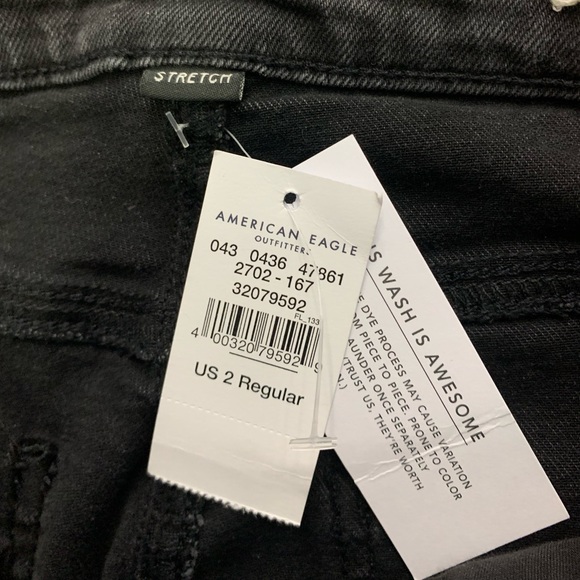 STRETCH
AMERICAN EAGLE
OUTFITTERS
043 0436 47861
2702-167
32079592
FL_133
4 00320 79592 9
US 2 Regular
WASH IS AWESOME
DYE PROCESS MAY CAUSE VARIATION
PIECE TO PIECE. PRONE TO COLOR
LAUNDER ONCE SEPARATELY
(TRUST US, THEY'RE WORTH